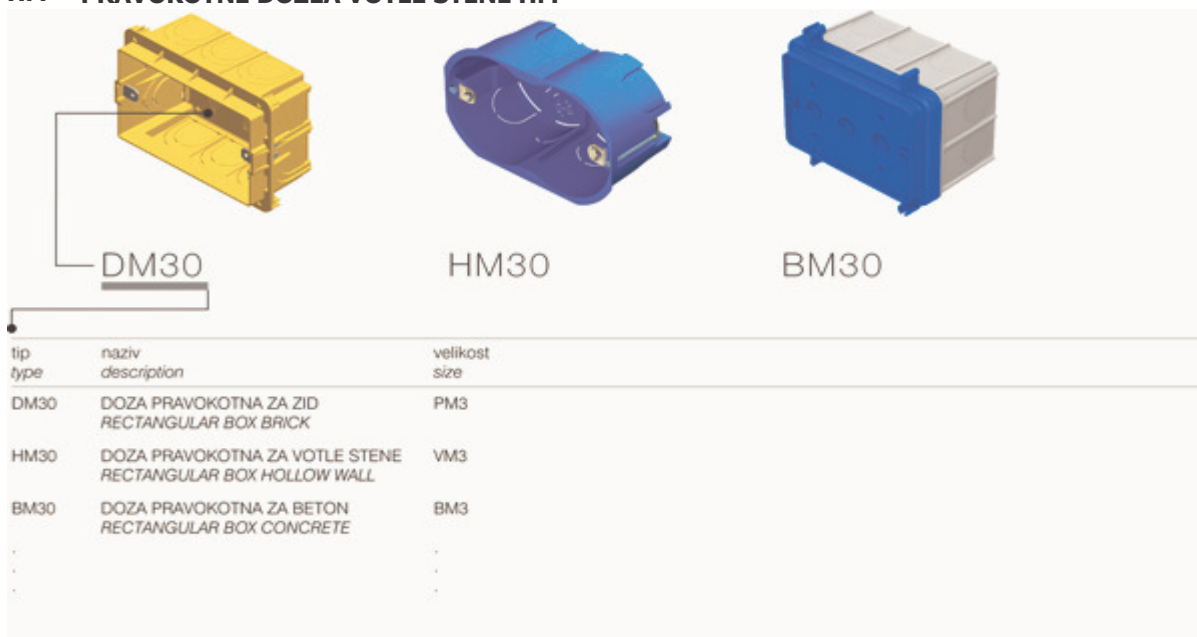 DM30
HM30
BM30
tip
naziv
velikost
type
description
size
DM30
DOZA PRAVOKOTNA ZA ZID
PM3
RECTANGULAR BOX BRICK
HM30
DOZA PRAVOKOTNA ZA VOTLE STENE
VM3
RECTANGULAR BOX HOLLOW WALL
BM30
DOZA PRAVOKOTNA ZA BETON
BM3
RECTANGULAR BOX CONCRETE
. .
. .
. .